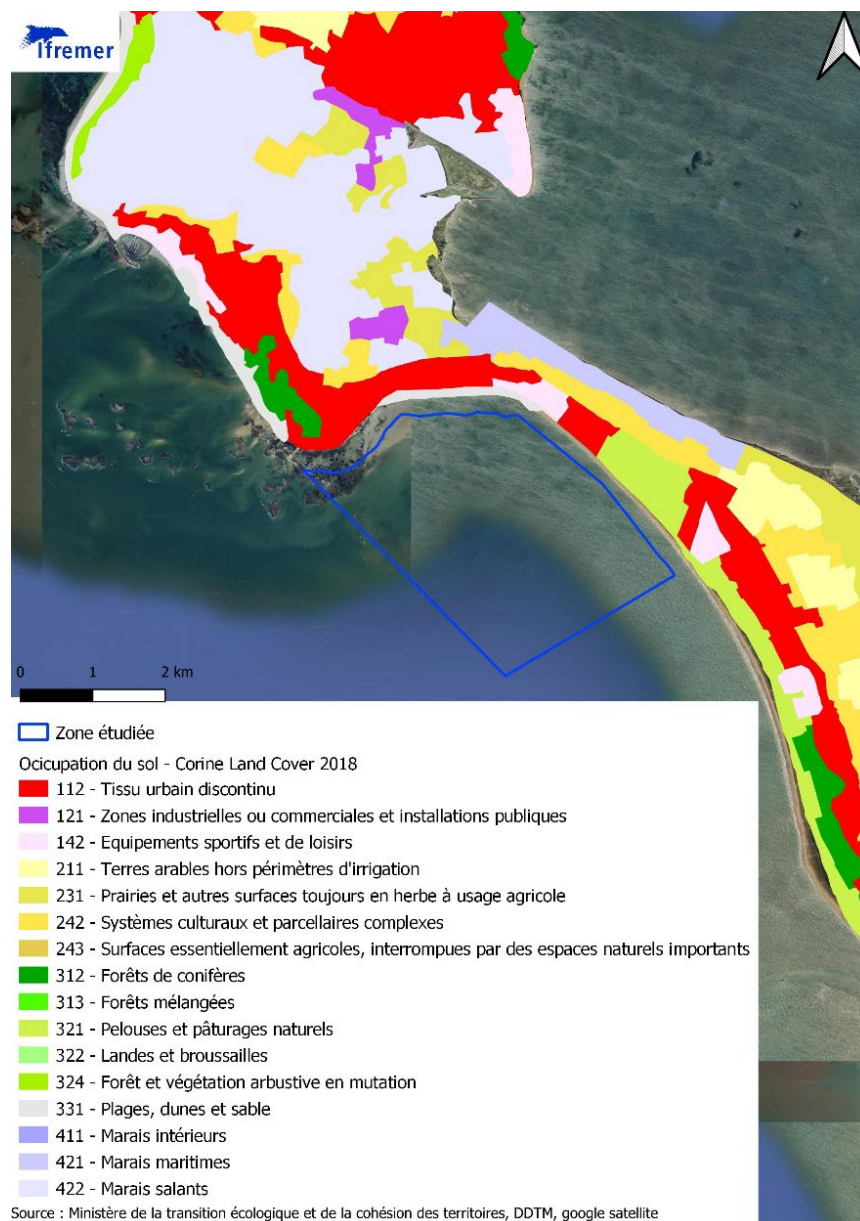 Ifremer
0 1 2 km
Zone étudiée
Ocicupation du sol - Corine Land Cover 2018
112 - Tissu urbain discontinu
121 - Zones industrielles ou commerciales et installations publiques
142 - Equipements sportifs et de loisirs
211 - Terres arables hors périmètres d'irrigation
231 - Prairies et autres surfaces toujours en herbe à usage agricole
242 - Systèmes culturaux et parcellaires complexes
243 - Surfaces essentiellement agricoles, interrompues par des espaces naturels importants
312 - Forêts de conifères
313 - Forêts mélangées
321 - Pelouses et pâturages naturels
322 - Landes et broussailles
324 - Forêt et végétation arbustive en mutation
331 - Plages, dunes et sable
411 - Marais intérieurs
421 - Marais maritimes
422 - Marais salants
Source : Ministère de la transition écologique et de la cohésion des territoires, DDTM, google satellite